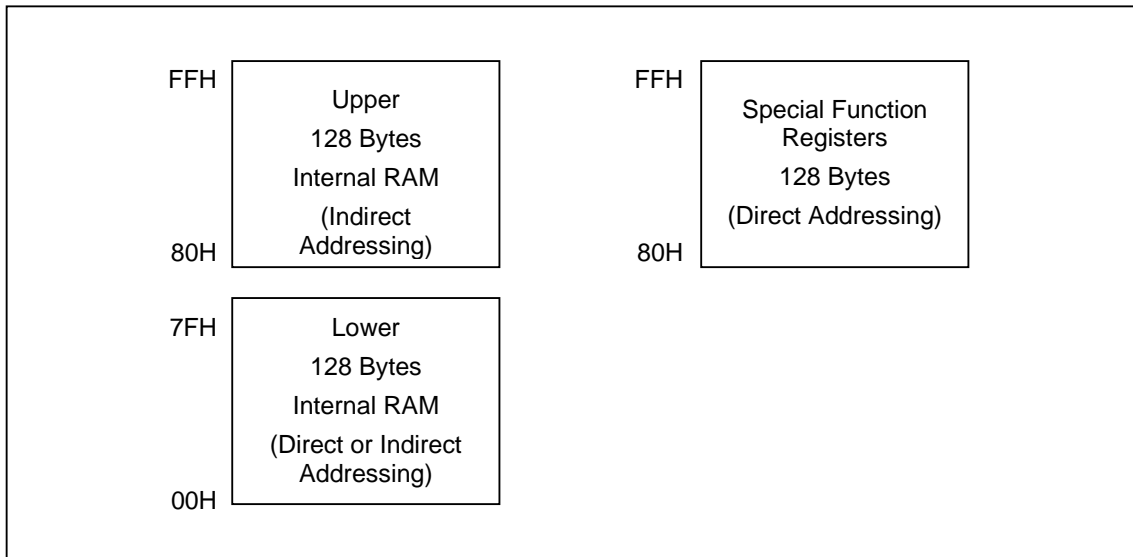 FFH
Upper
128 Bytes
Internal RAM
(Indirect
Addressing)
80H
FFH
Special Function
Registers
128 Bytes
(Direct Addressing)
80H
7FH
Lower
128 Bytes
Internal RAM
(Direct or Indirect
Addressing)
00H